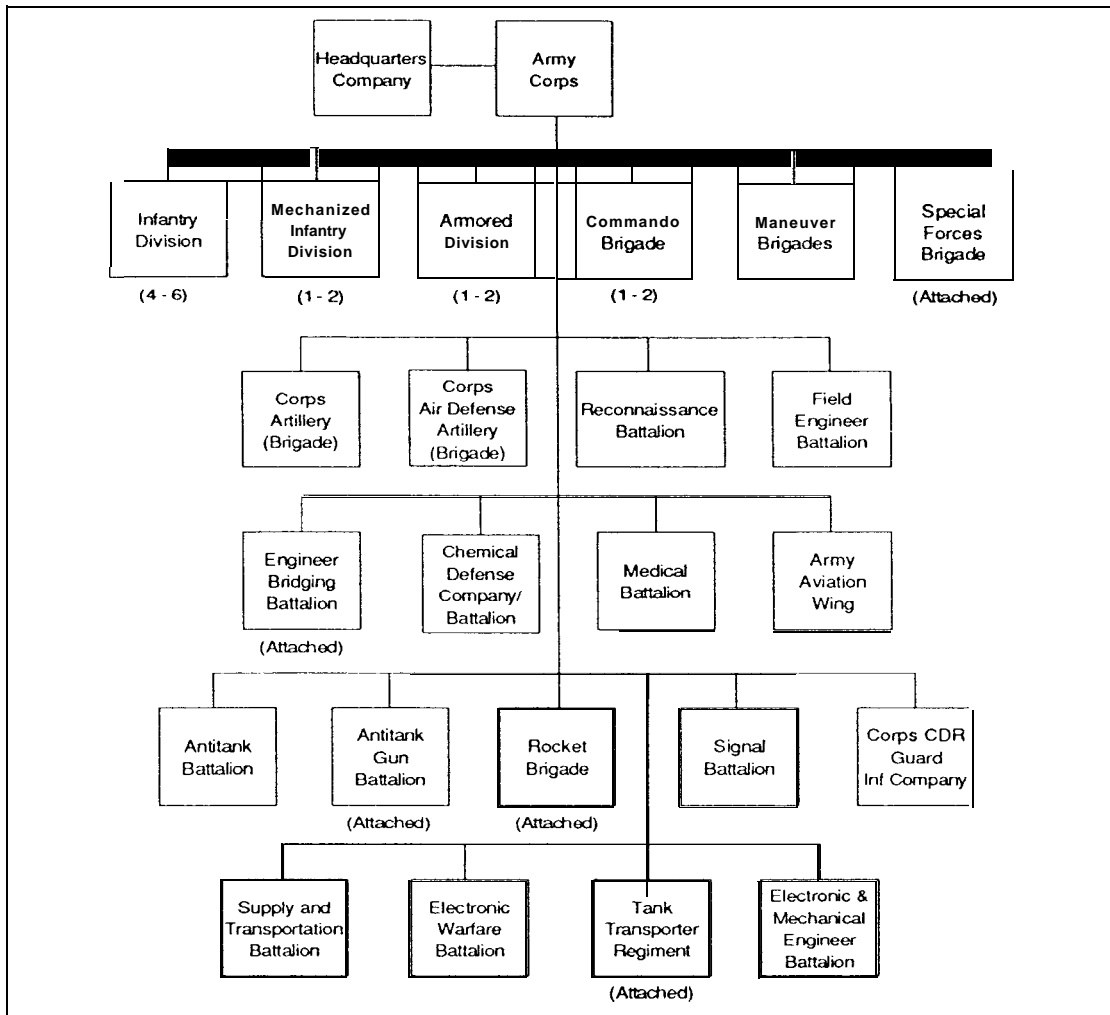 Headquarters
Company
Army
Corps
Infantry
Division
(4 - 6)
Mechanized
Infantry
Division
(1 - 2)
Armored
Division
(1 - 2)
Commando
Brigade
(1 - 2)
Maneuver
Brigades
Special
Forces
Brigade
(Attached)
Corps
Artillery
(Brigade)
Corps
Air Defense
Artillery
(Brigade)
Reconnaissance
Battalion
Field
Engineer
Battalion
Engineer
Bridging
Battalion
(Attached)
Chemical
Defense
Company/
Battalion
Medical
Battalion
Army
Aviation
Wing
Antitank
Battalion
Antitank
Gun
Battalion
(Attached)
Rocket
Brigade
(Attached)
Signal
Battalion
Corps CDR
Guard
Inf Company
Supply and
Transportation
Battalion
Electronic
Warfare
Battalion
Tank
Transporter
Regiment
(Attached)
Electronic &
Mechanical
Engineer
Battalion